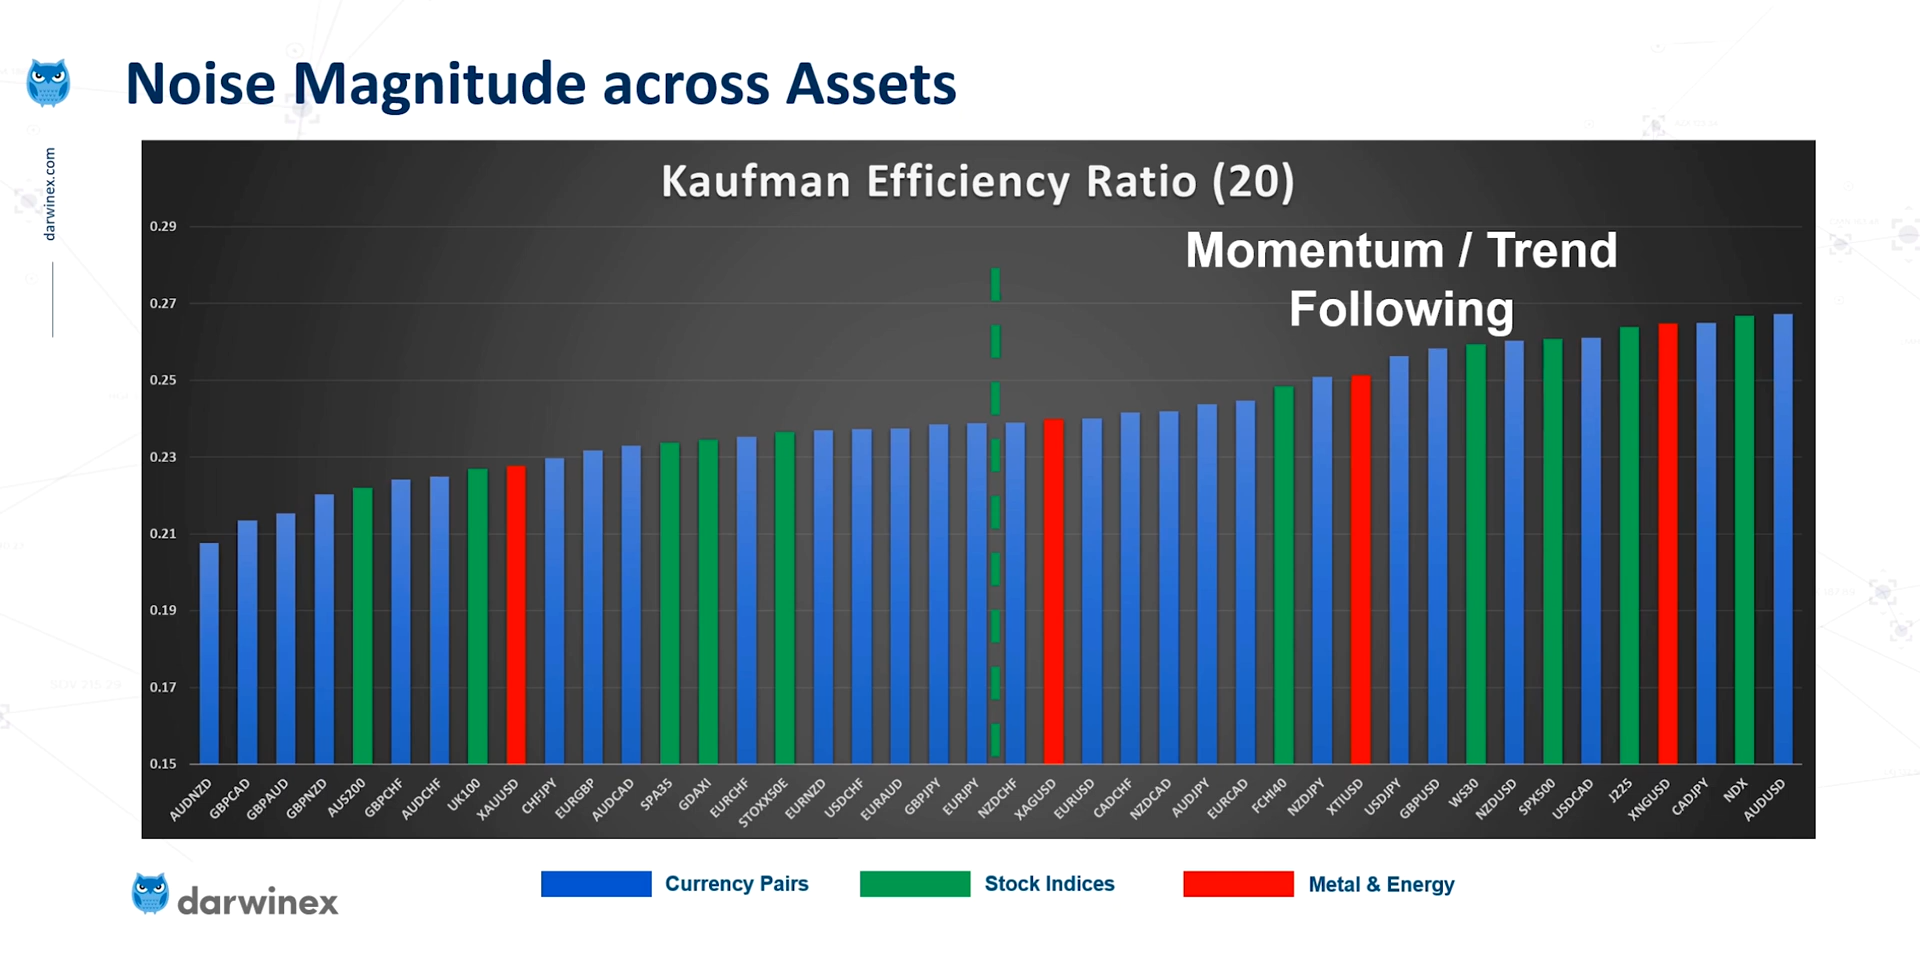 Noise Magnitude across Assets
darwinex.com
Kaufman Efficiency Ratio (20)
Momentum / Trend
Following
0.29
0.27
0.25
0.23
0.21
0.19
0.17
0.15
AUDNZD
GBPCAD
GBPAUD
GBPNZD
AUS200
GBPCHF
AUDCHF
UK100
XAUUSD
CHFJPY
EURGBP
AUDCAD
SPA35
GDAXI
EURCHF
STOXX50E
EURNZD
USDCHF
EURAUD
GBPJPY
EURJPY
NZDCHF
XAGUSD
EURUSD
CADCHF
NZDCAD
AUDJPY
EURCAD
FCHI40
NZDJPY
XTIUSD
USDJPY
GBPUSD
WS30
NZDUSD
SPX500
USDCAD
J225
XNGUSD
CADJPY
NDX
AUDUSD
darwinex
Currency Pairs
Stock Indices
Metal & Energy